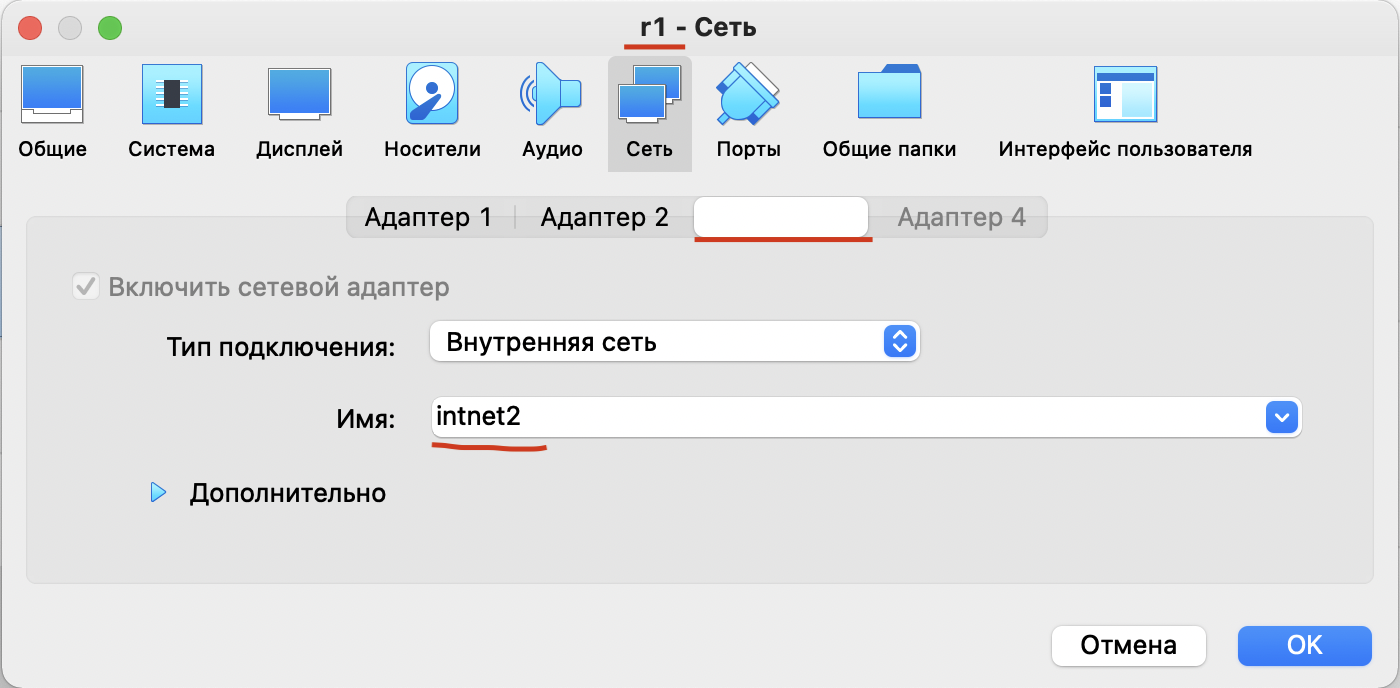 r1 - Сеть
Общие Система Дисплей Носители Аудио Сеть Порты Общие папки Интерфейс пользователя
Адаптер 1 Адаптер 2 Адаптер 4
Включить сетевой адаптер
Тип подключения: Внутренняя сеть
Имя: intnet2
Дополнительно
Отмена OK